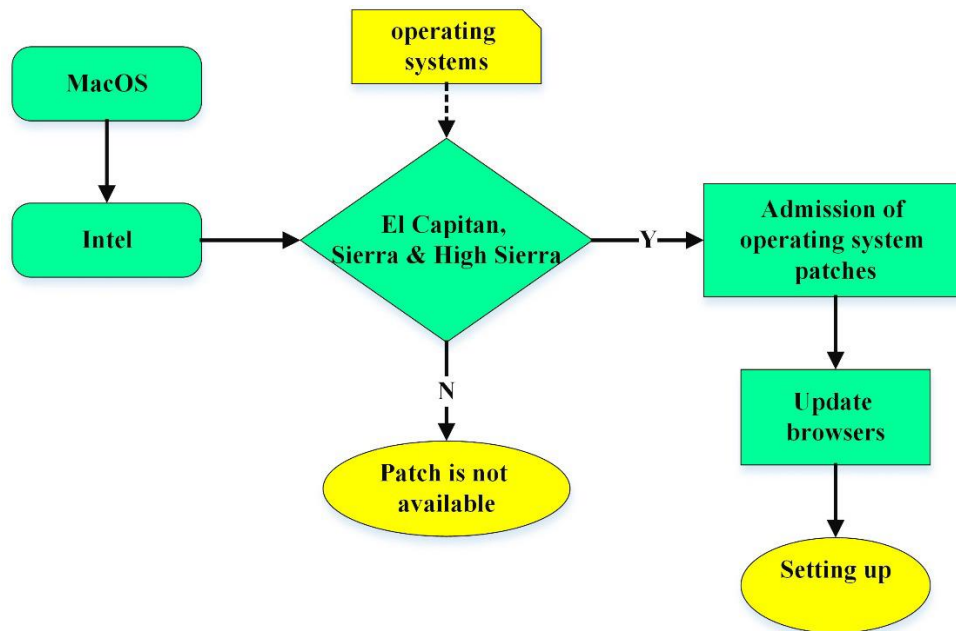 operating
systems
MacOS
Intel
El Capitan,
Sierra & High Sierra
Y
Admission of
operating system
patches
N
Update
browsers
Patch is not
available
Setting up